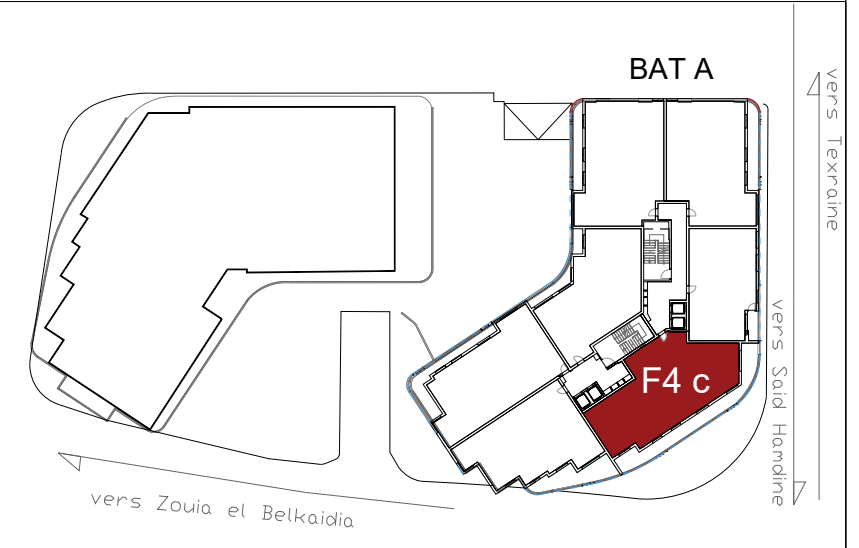 BAT A
vers Texraine
vers Said Hamdine
F4 c
vers Zouia el Belkaidia